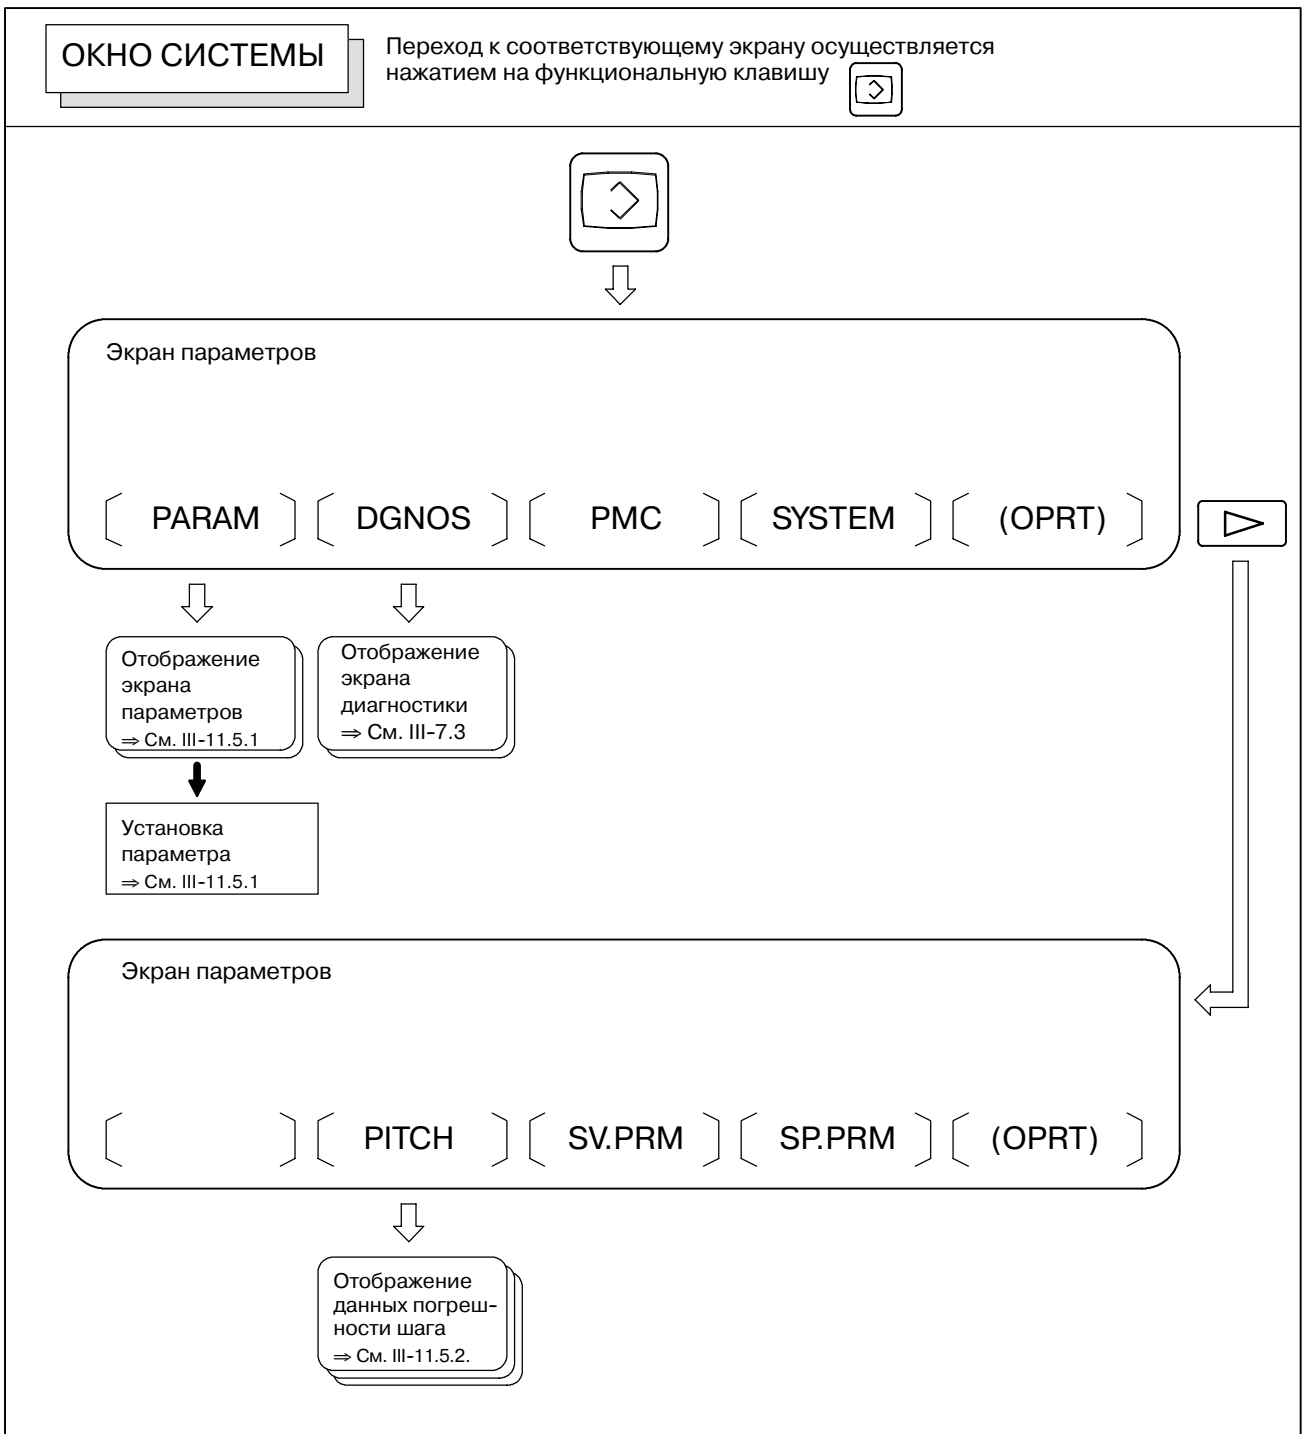 ОКНО СИСТЕМЫ
Переход к соответствующему экрану осуществляется
нажатием на функциональную клавишу
Экран параметров
PARAM DGNOS PMC SYSTEM (OPRT)
Отображение
экрана
параметров
⇒ См. III-11.5.1
Отображение
экрана
диагностики
⇒ См. III-7.3
Установка
параметра
⇒ См. III-11.5.1
Экран параметров
PITCH SV.PRM SP.PRM (OPRT)
Отображение
данных погреш-
ности шага
⇒ См. III-11.5.2.